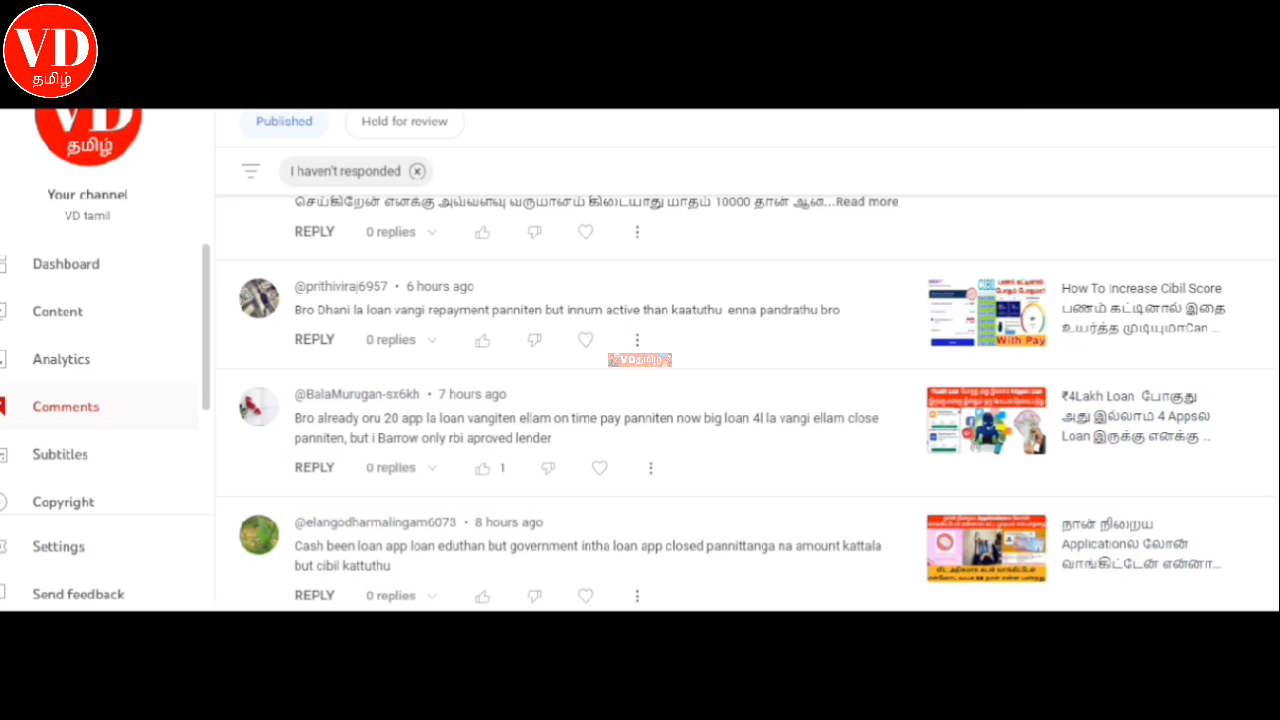 VD
தமிழ்
VD
தமிழ்
Your channel
VD tamil
Dashboard
Content
Analytics
Comments
Subtitles
Copyright
Settings
Send feedback
Published
Held for review
I haven't responded
செய்கிறேன் எனக்கு அவ்வளவு வருமானம் கிடையாது மாதம் 10000 தான் ஆன...Read more
REPLY 0 replies
@prithiviraj6957 • 6 hours ago
Bro Dhani la loan vangi repayment panniten but innum active than kaatuthu enna pandrathu bro
REPLY 0 replies
How To Increase Cibil Score
பணம் கட்டினால் இதை
உயர்த்த முடியுமாCan ...
CIBIL
With Pay
VDதமிழ்
@BalaMurugan-sx6kh • 7 hours ago
Bro already oru 20 app la loan vangiten ellam on time pay panniten now big loan 4l la vangi ellam close
panniten, but i Barrow only rbi aproved lender
REPLY 0 replies 1
₹4Lakh Loan போகுது
அது இல்லாம 4 Appsல
Loan இருக்கு எனக்கு ...
@elangodharmalingam6073 • 8 hours ago
Cash been loan app loan eduthan but government intha loan app closed pannittanga na amount kattala
but cibil kattuthu
REPLY 0 replies
நான் நிறைய
Applicationல லோன்
வாங்கிட்டேன் என்னா...